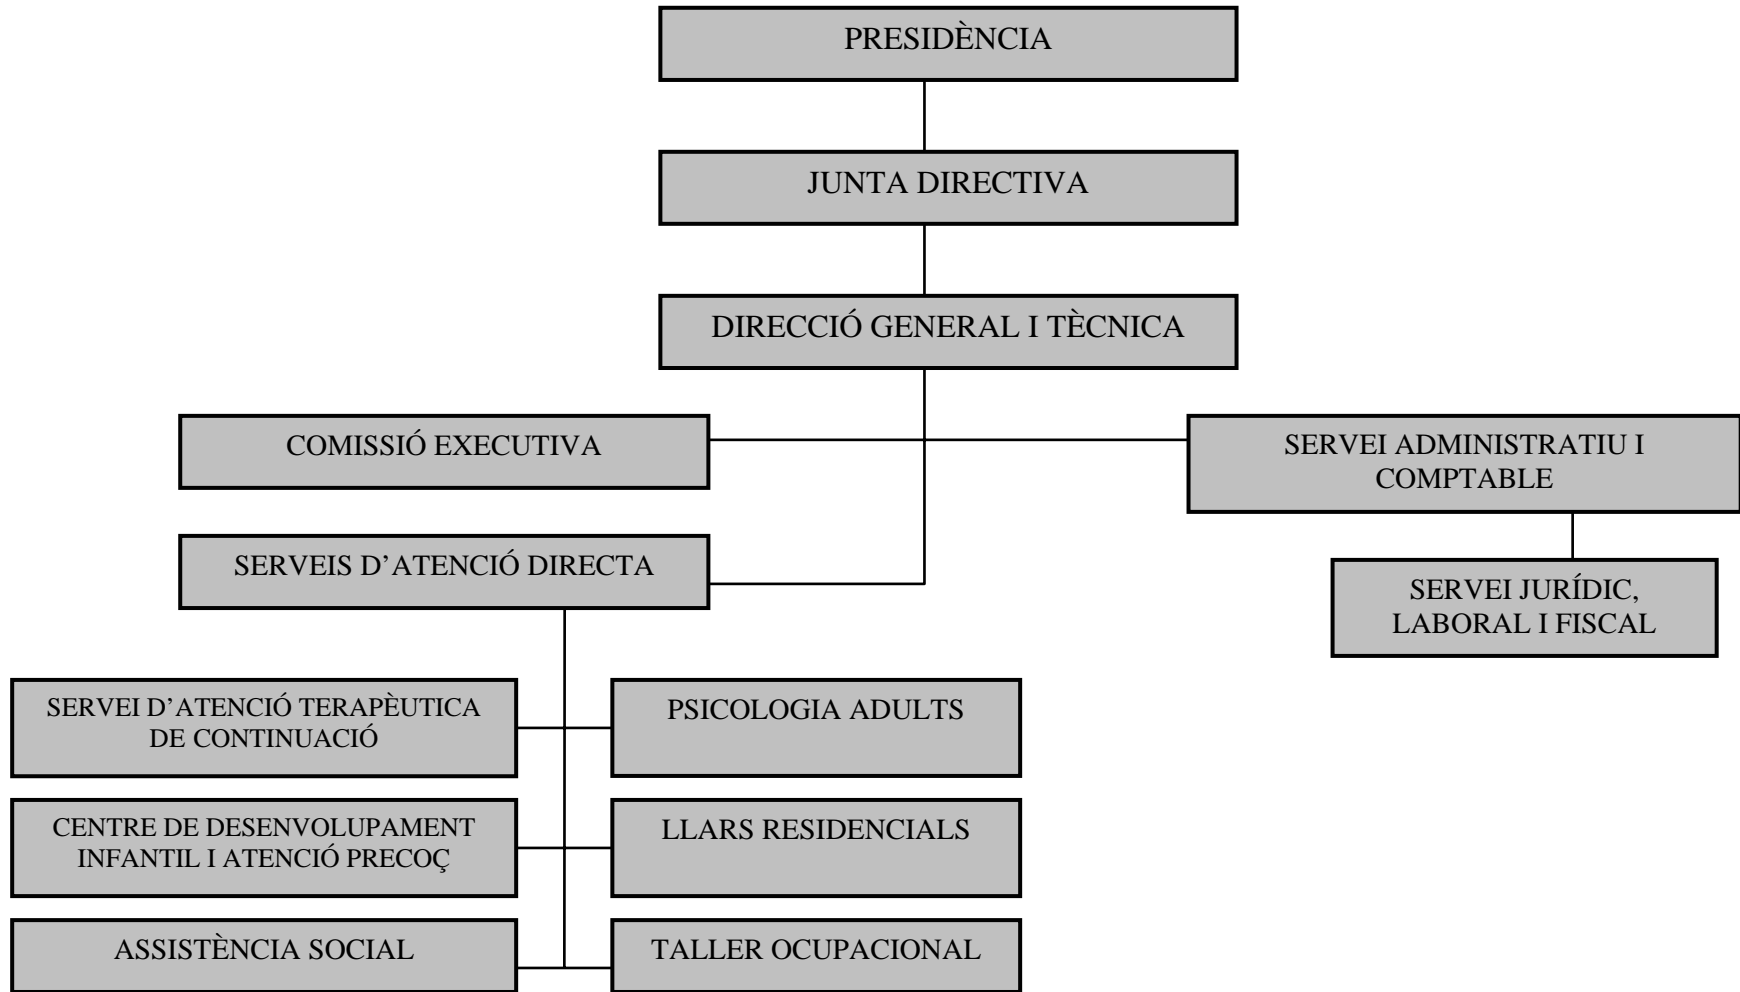 PRESIDÈNCIA
JUNTA DIRECTIVA
DIRECCIÓ GENERAL I TÈCNICA
COMISSIÓ EXECUTIVA
SERVEI ADMINISTRATIU I
COMPTABLE
SERVEIS D’ATENCIÓ DIRECTA
SERVEI JURÍDIC,
LABORAL I FISCAL
SERVEI D’ATENCIÓ TERAPÈUTICA
DE CONTINUACIÓ
PSICOLOGIA ADULTS
CENTRE DE DESENVOLUPAMENT
INFANTIL I ATENCIÓ PRECOÇ
LLARS RESIDENCIALS
ASSISTÈNCIA SOCIAL
TALLER OCUPACIONAL